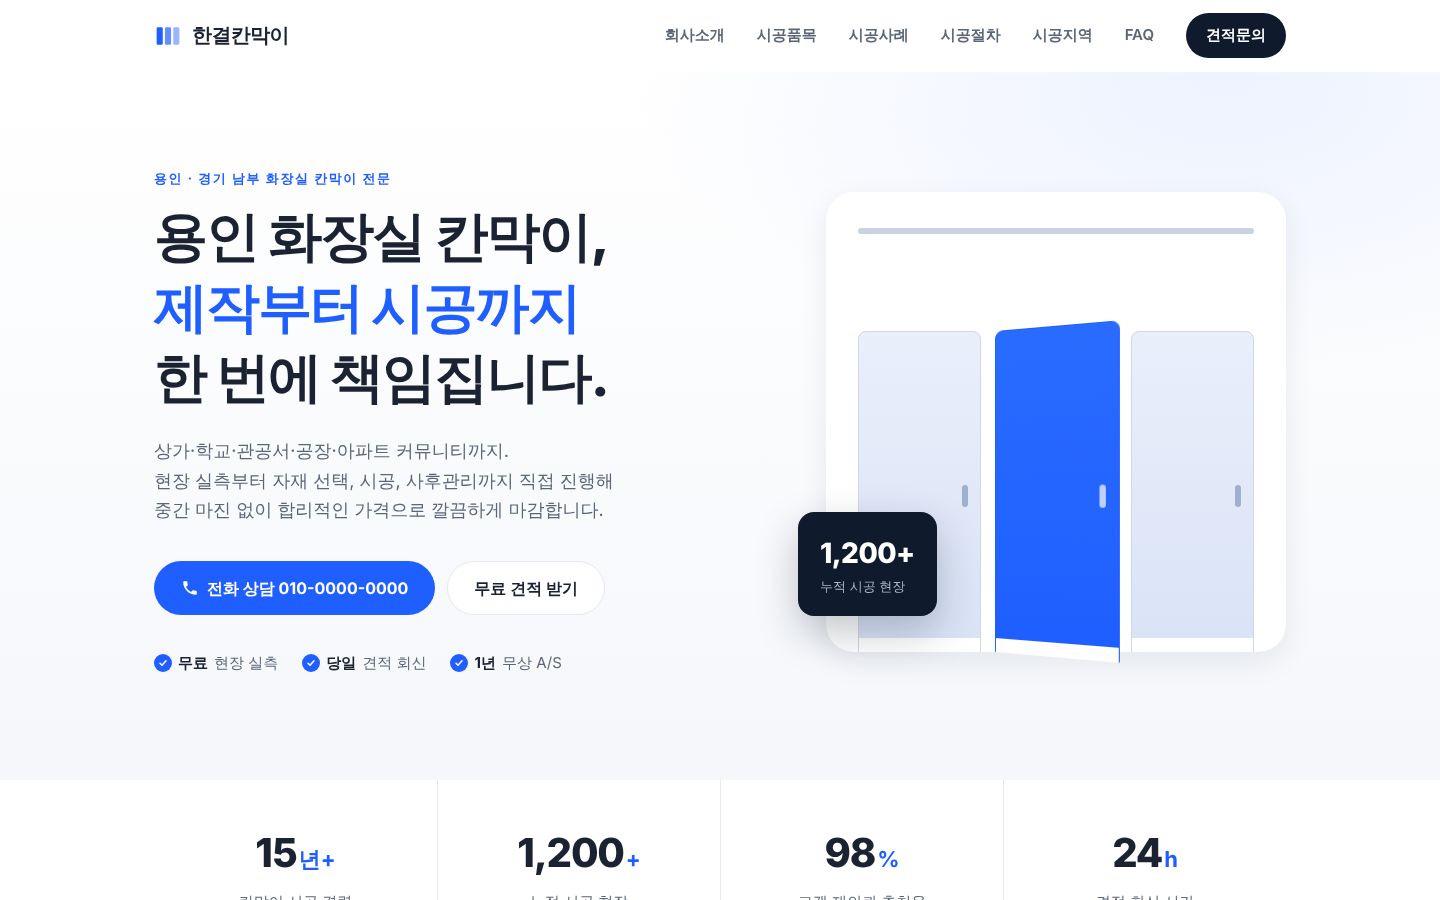 한결칸막이
회사소개 시공품목 시공사례 시공절차 시공지역 FAQ 견적문의
용인 · 경기 남부 화장실 칸막이 전문
용인 화장실 칸막이,
제작부터 시공까지
한 번에 책임집니다.
상가·학교·관공서·공장·아파트 커뮤니티까지.
현장 실측부터 자재 선택, 시공, 사후관리까지 직접 진행해
중간 마진 없이 합리적인 가격으로 깔끔하게 마감합니다.
전화 상담 010-0000-0000 무료 견적 받기
무료 현장 실측 당일 견적 회신 1년 무상 A/S
1,200+
누적 시공 현장
15년+ 1,200+ 98% 24h